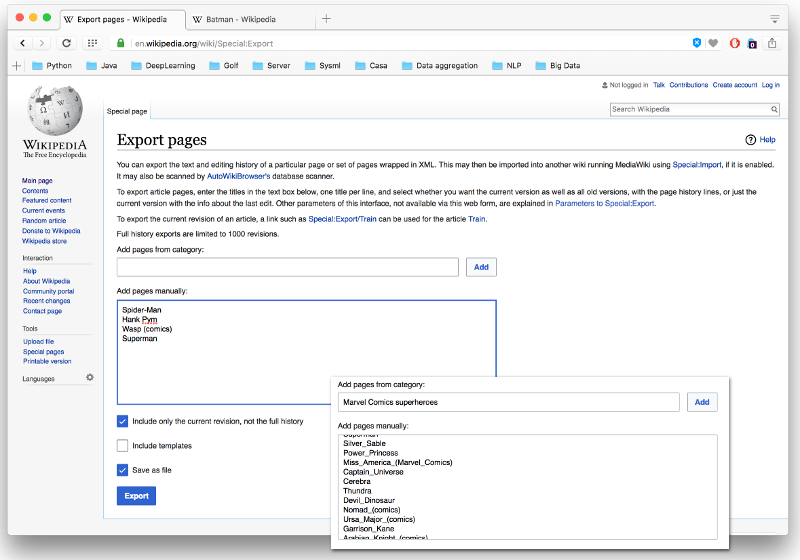 Export pages - Wikipedia
Batman - Wikipedia
en.wikipedia.org/wiki/Special:Export
Python
Java
DeepLearning
Golf
Server
Sysml
Casa
Data aggregation
NLP
Big Data
Not logged in Talk Contributions Create account Log in
Special page
Search Wikipedia
WIKIPEDIA
The Free Encyclopedia
Main page
Contents
Featured content
Current events
Random article
Donate to Wikipedia
Wikipedia store
Interaction
Help
About Wikipedia
Community portal
Recent changes
Contact page
Tools
Upload file
Special pages
Printable version
Languages
Export pages
Help
You can export the text and editing history of a particular page or set of pages wrapped in XML. This may then be imported into another wiki running MediaWiki using Special:Import, if it is enabled.
It may also be scanned by AutoWikiBrowser's database scanner.
To export article pages, enter the titles in the text box below, one title per line, and select whether you want the current version as well as all old versions, with the page history lines, or just the
current version with the info about the last edit. Other parameters of this interface, not available via this web form, are explained in Parameters to Special:Export.
To export the current revision of an article, a link such as Special:Export/Train can be used for the article Train.
Full history exports are limited to 1000 revisions.
Add pages from category:
Add
Add pages manually:
Spider-Man
Hank Pym
Wasp (comics)
Superman
Include only the current revision, not the full history
Include templates
Save as file
Export
Add pages from category:
Marvel Comics superheroes
Add
Add pages manually:
Superman
Silver_Sable
Power_Princess
Miss_America_(Marvel_Comics)
Captain_Universe
Cerebra
Thundra
Devil_Dinosaur
Nomad_(comics)
Ursa_Major_(comics)
Garrison_Kane
Arabian_Knight_(comics)